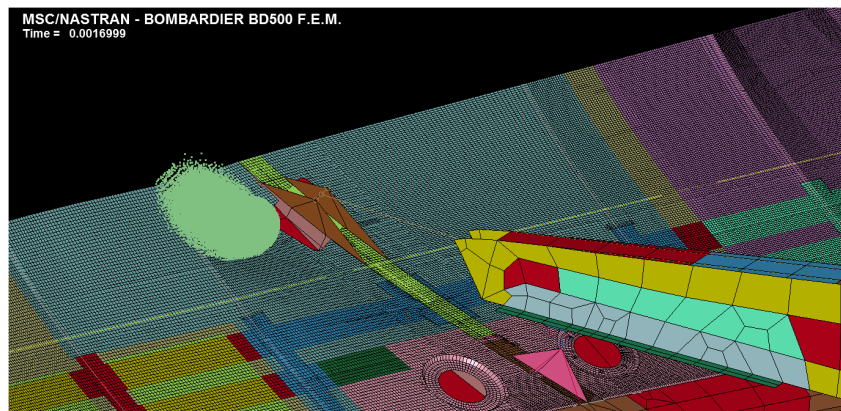 MSC/NASTRAN - BOMBARDIER BD500 F.E.M.
Time =   0.0016999